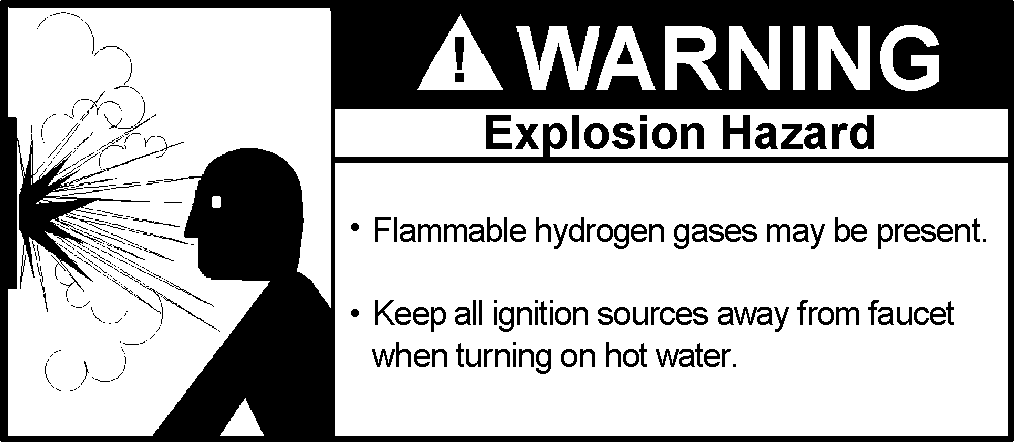 WARNING
Explosion Hazard
• Flammable hydrogen gases may be present.
• Keep all ignition sources away from faucet
when turning on hot water.